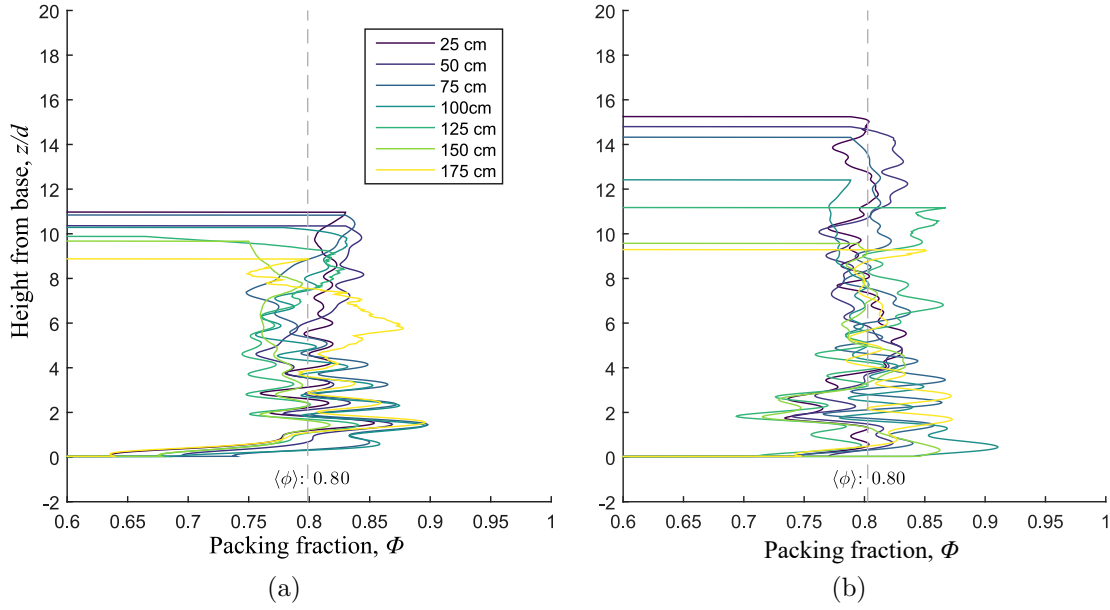 20
18
16
14
12
10
8
6
4
2
0
-2
Height from base, z/d
25 cm
50 cm
75 cm
100cm
125 cm
150 cm
175 cm
⟨ϕ⟩: 0.80
0.6 0.65 0.7 0.75 0.8 0.85 0.9 0.95 1
Packing fraction, Φ
(a)
20
18
16
14
12
10
8
6
4
2
0
-2
⟨ϕ⟩: 0.80
0.6 0.65 0.7 0.75 0.8 0.85 0.9 0.95 1
Packing fraction, Φ
(b)